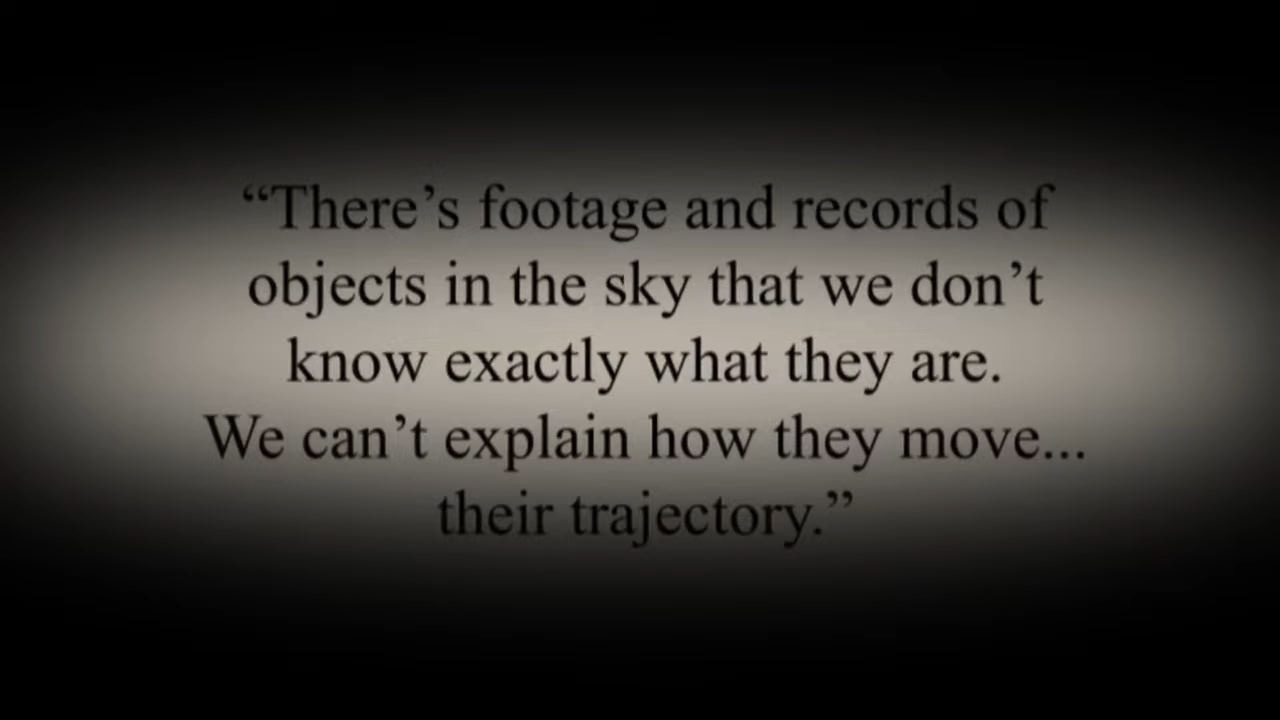 “There’s footage and records of
objects in the sky that we don’t
know exactly what they are.
We can’t explain how they move...
their trajectory.”